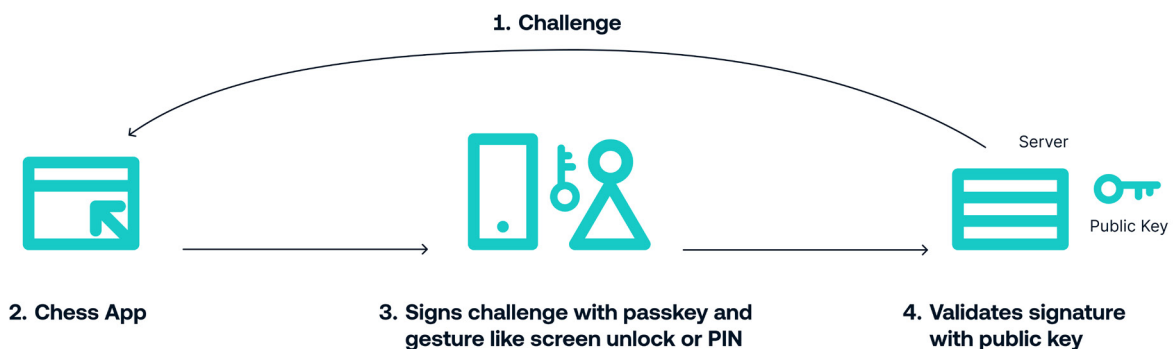 1. Challenge
Server
Public Key
2. Chess App
3. Signs challenge with passkey and
gesture like screen unlock or PIN
4. Validates signature
with public key